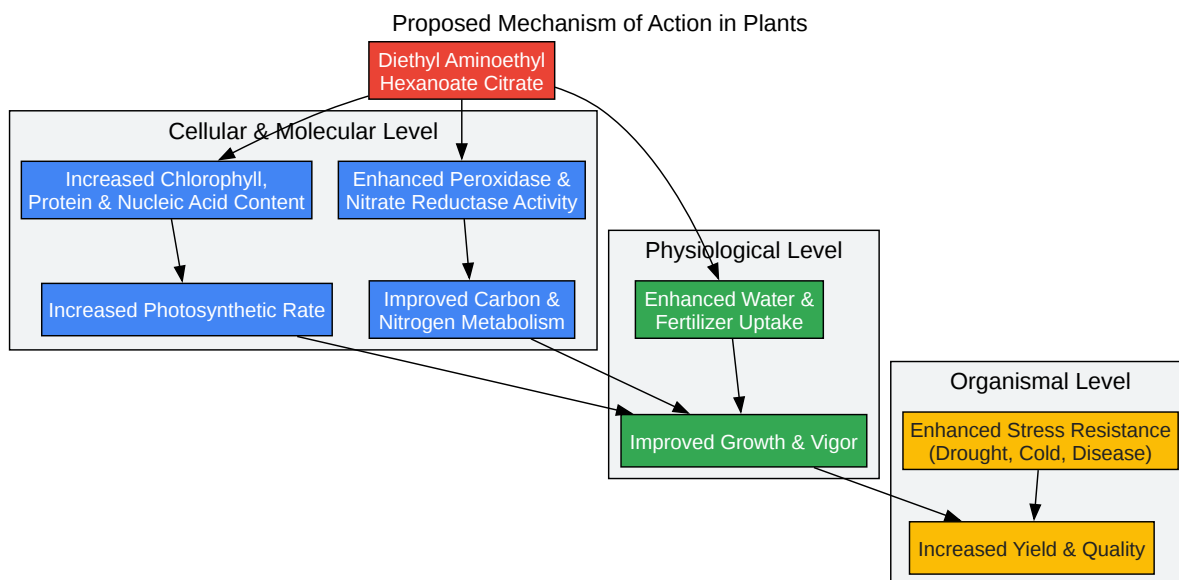 Proposed Mechanism of Action in Plants
Diethyl Aminoethyl
Hexanoate Citrate
Cellular & Molecular Level
Increased Chlorophyll,
Protein & Nucleic Acid Content
Enhanced Peroxidase &
Nitrate Reductase Activity
Increased Photosynthetic Rate
Improved Carbon &
Nitrogen Metabolism
Physiological Level
Enhanced Water &
Fertilizer Uptake
Improved Growth & Vigor
Organismal Level
Enhanced Stress Resistance
(Drought, Cold, Disease)
Increased Yield & Quality